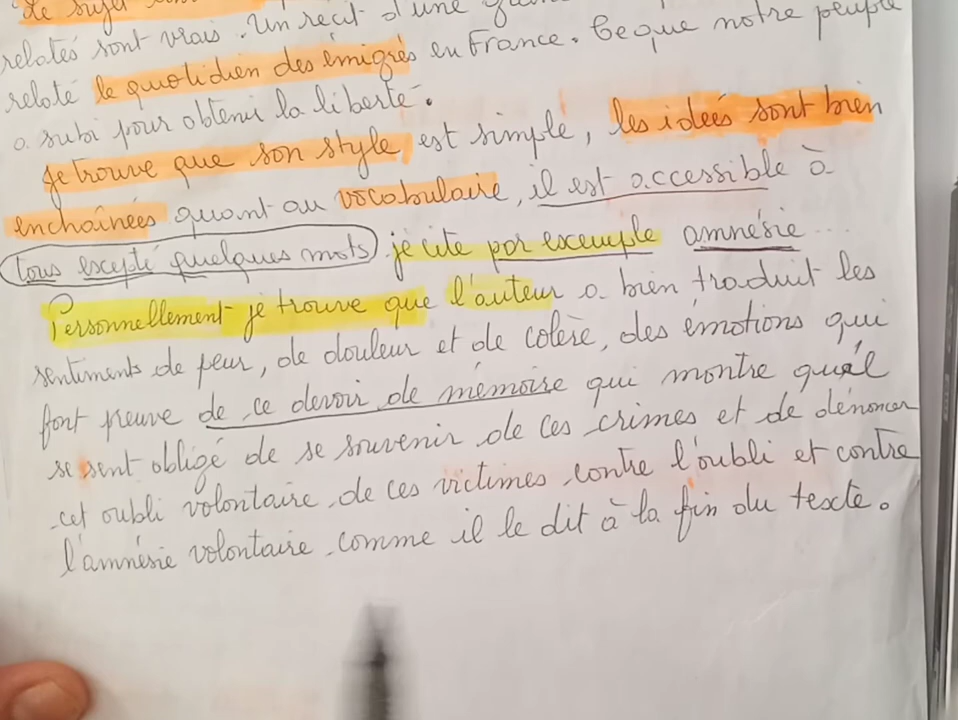 de sujet
relatés sont vrais. Un récit d'une
relaté le quotidien des émigrés en France. Ce que notre peuple
a subi pour obtenir la liberté.
Je trouve que son style, est simple, les idées sont bien
enchaînées quant au vocabulaire, il est accessible à
tous excepté quelques mots je cite por exemple amnésie ...
Personnellement je trouve que l'auteur a bien traduit les
sentiments de peur, de douleur et de colère, des émotions qui
font preuve de ce devoir de mémoire qui montre qu'il
se sent obligé de se souvenir de ces crimes et de dénoncer
cet oubli volontaire de ces victimes contre l'oubli et contre
l'amnésie volontaire comme il le dit à la fin du texte.